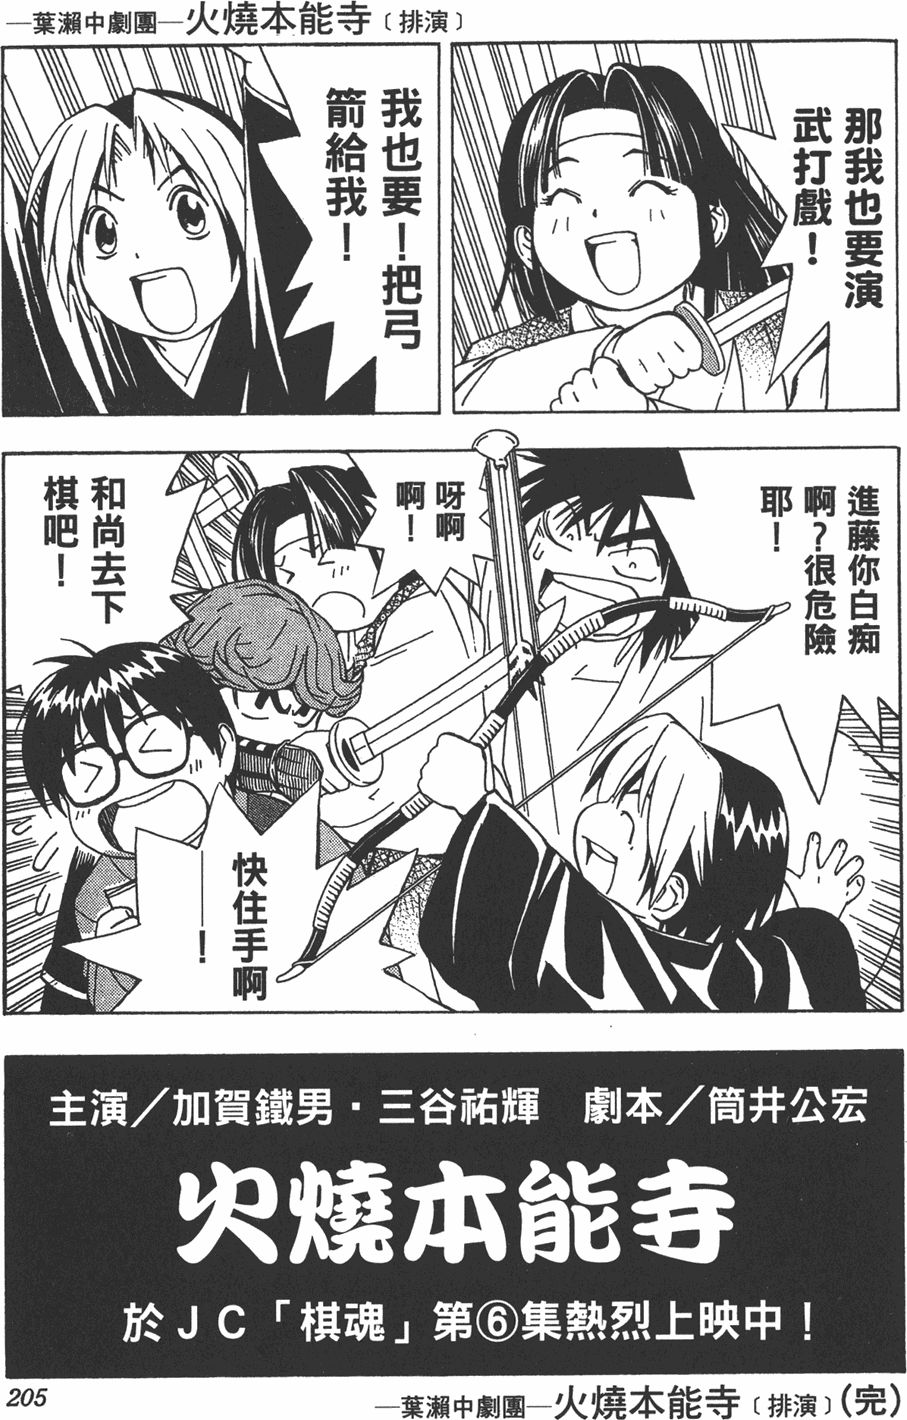 —葉瀨中劇團—火燒本能寺〔排演〕
那我也要演
武打戲！
我也要！把弓
箭給我！
進藤你白痴
啊？很危險
耶！
呀啊
啊！
和尚去下
棋吧！
快住手啊
——！
主演／加賀鐵男・三谷祐輝　劇本／筒井公宏
火燒本能寺
於ＪＣ「棋魂」第⑥集熱烈上映中！
205
—葉瀨中劇團—火燒本能寺〔排演〕(完)